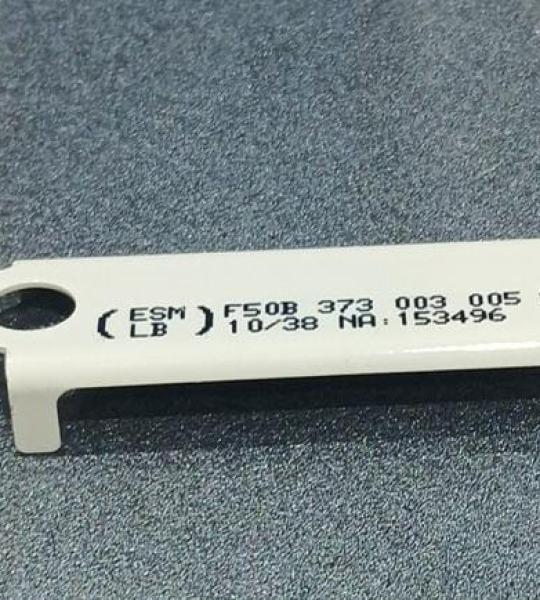 ( ESM ) F50B 373 003 005
( LB ) 10/38 NA:153496